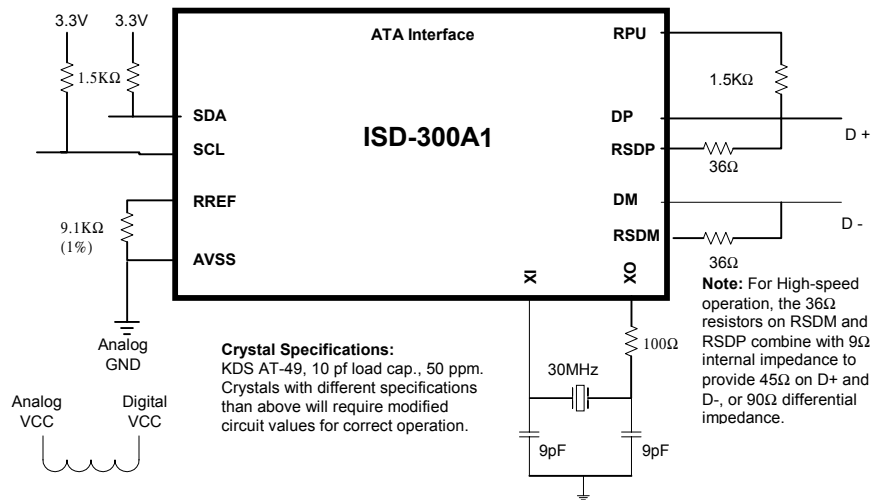 3.3V
3.3V
1.5KΩ
ATA Interface
ISD-300A1
SDA
SCL
RREF
AVSS
RPU
DP
RSDP
DM
RSDM
XI
XO
1.5KΩ
D +
36Ω
D -
36Ω
9.1KΩ
(1%)
Analog
GND
Analog
VCC
Digital
VCC
Crystal Specifications:
KDS AT-49, 10 pf load cap., 50 ppm.
Crystals with different specifications
than above will require modified
circuit values for correct operation.
100Ω
30MHz
9pF
9pF
Note: For High-speed
operation, the 36Ω
resistors on RSDM and
RSDP combine with 9Ω
internal impedance to
provide 45Ω on D+ and
D-, or 90Ω differential
impedance.